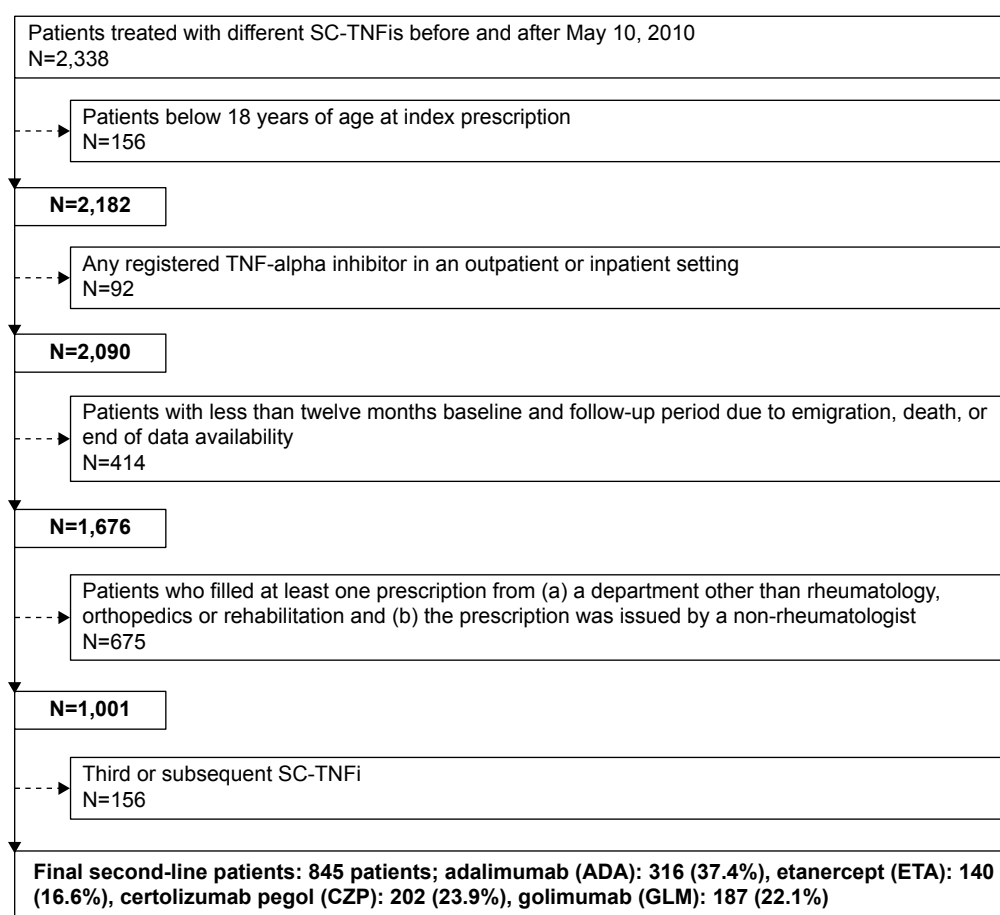 Patients treated with different SC-TNFis before and after May 10, 2010
N=2,338
Patients below 18 years of age at index prescription
N=156
N=2,182
Any registered TNF-alpha inhibitor in an outpatient or inpatient setting
N=92
N=2,090
Patients with less than twelve months baseline and follow-up period due to emigration, death, or
end of data availability
N=414
N=1,676
Patients who filled at least one prescription from (a) a department other than rheumatology,
orthopedics or rehabilitation and (b) the prescription was issued by a non-rheumatologist
N=675
N=1,001
Third or subsequent SC-TNFi
N=156
Final second-line patients: 845 patients; adalimumab (ADA): 316 (37.4%), etanercept (ETA): 140
(16.6%), certolizumab pegol (CZP): 202 (23.9%), golimumab (GLM): 187 (22.1%)